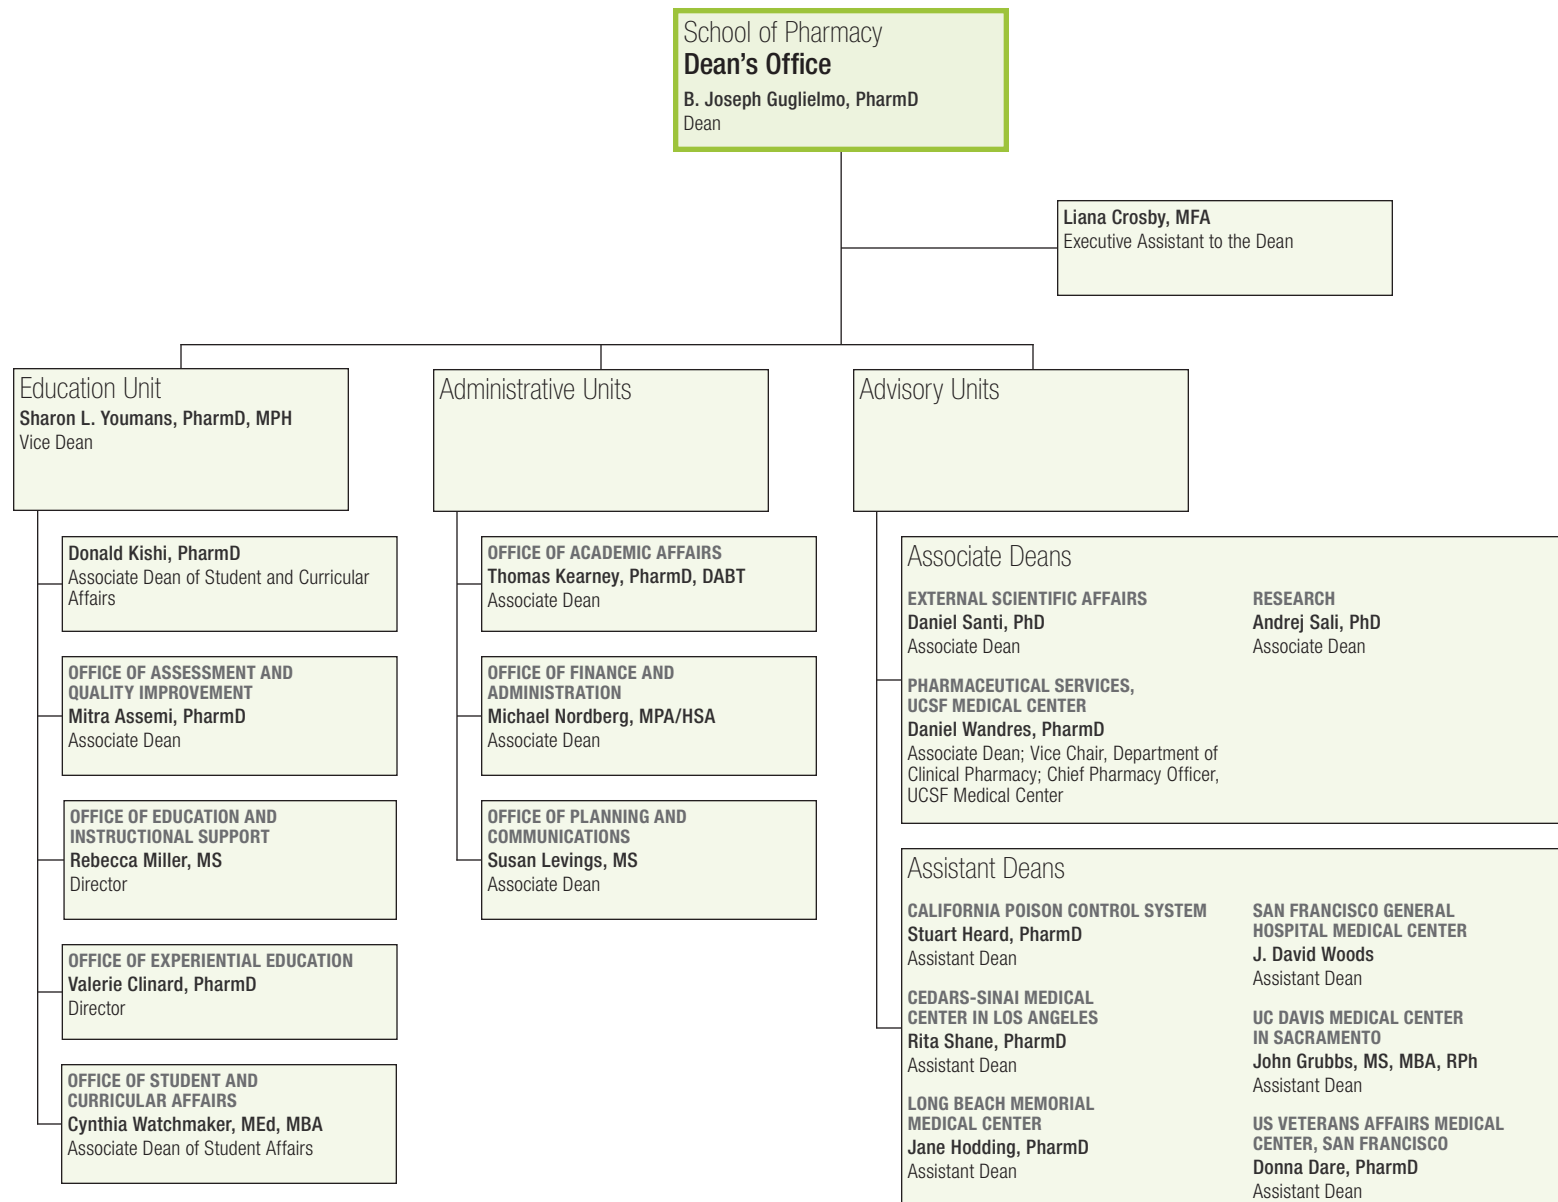 School of Pharmacy
Dean's Office
B. Joseph Guglielmo, PharmD
Dean
Liana Crosby, MFA
Executive Assistant to the Dean
Education Unit
Sharon L. Youmans, PharmD, MPH
Vice Dean
Donald Kishi, PharmD
Associate Dean of Student and Curricular
Affairs
OFFICE OF ASSESSMENT AND
QUALITY IMPROVEMENT
Mitra Assemi, PharmD
Associate Dean
OFFICE OF EDUCATION AND
INSTRUCTIONAL SUPPORT
Rebecca Miller, MS
Director
OFFICE OF EXPERIENTIAL EDUCATION
Valerie Clinard, PharmD
Director
OFFICE OF STUDENT AND
CURRICULAR AFFAIRS
Cynthia Watchmaker, MEd, MBA
Associate Dean of Student Affairs
Administrative Units
OFFICE OF ACADEMIC AFFAIRS
Thomas Kearney, PharmD, DABT
Associate Dean
OFFICE OF FINANCE AND
ADMINISTRATION
Michael Nordberg, MPA/HSA
Associate Dean
OFFICE OF PLANNING AND
COMMUNICATIONS
Susan Levings, MS
Associate Dean
Advisory Units
Associate Deans
EXTERNAL SCIENTIFIC AFFAIRS
Daniel Santi, PhD
Associate Dean
PHARMACEUTICAL SERVICES,
UCSF MEDICAL CENTER
Daniel Wandres, PharmD
Associate Dean; Vice Chair, Department of
Clinical Pharmacy; Chief Pharmacy Officer,
UCSF Medical Center
RESEARCH
Andrej Sali, PhD
Associate Dean
Assistant Deans
CALIFORNIA POISON CONTROL SYSTEM
Stuart Heard, PharmD
Assistant Dean
CEDARS-SINAI MEDICAL
CENTER IN LOS ANGELES
Rita Shane, PharmD
Assistant Dean
LONG BEACH MEMORIAL
MEDICAL CENTER
Jane Hodding, PharmD
Assistant Dean
SAN FRANCISCO GENERAL
HOSPITAL MEDICAL CENTER
J. David Woods
Assistant Dean
UC DAVIS MEDICAL CENTER
IN SACRAMENTO
John Grubbs, MS, MBA, RPh
Assistant Dean
US VETERANS AFFAIRS MEDICAL
CENTER, SAN FRANCISCO
Donna Dare, PharmD
Assistant Dean